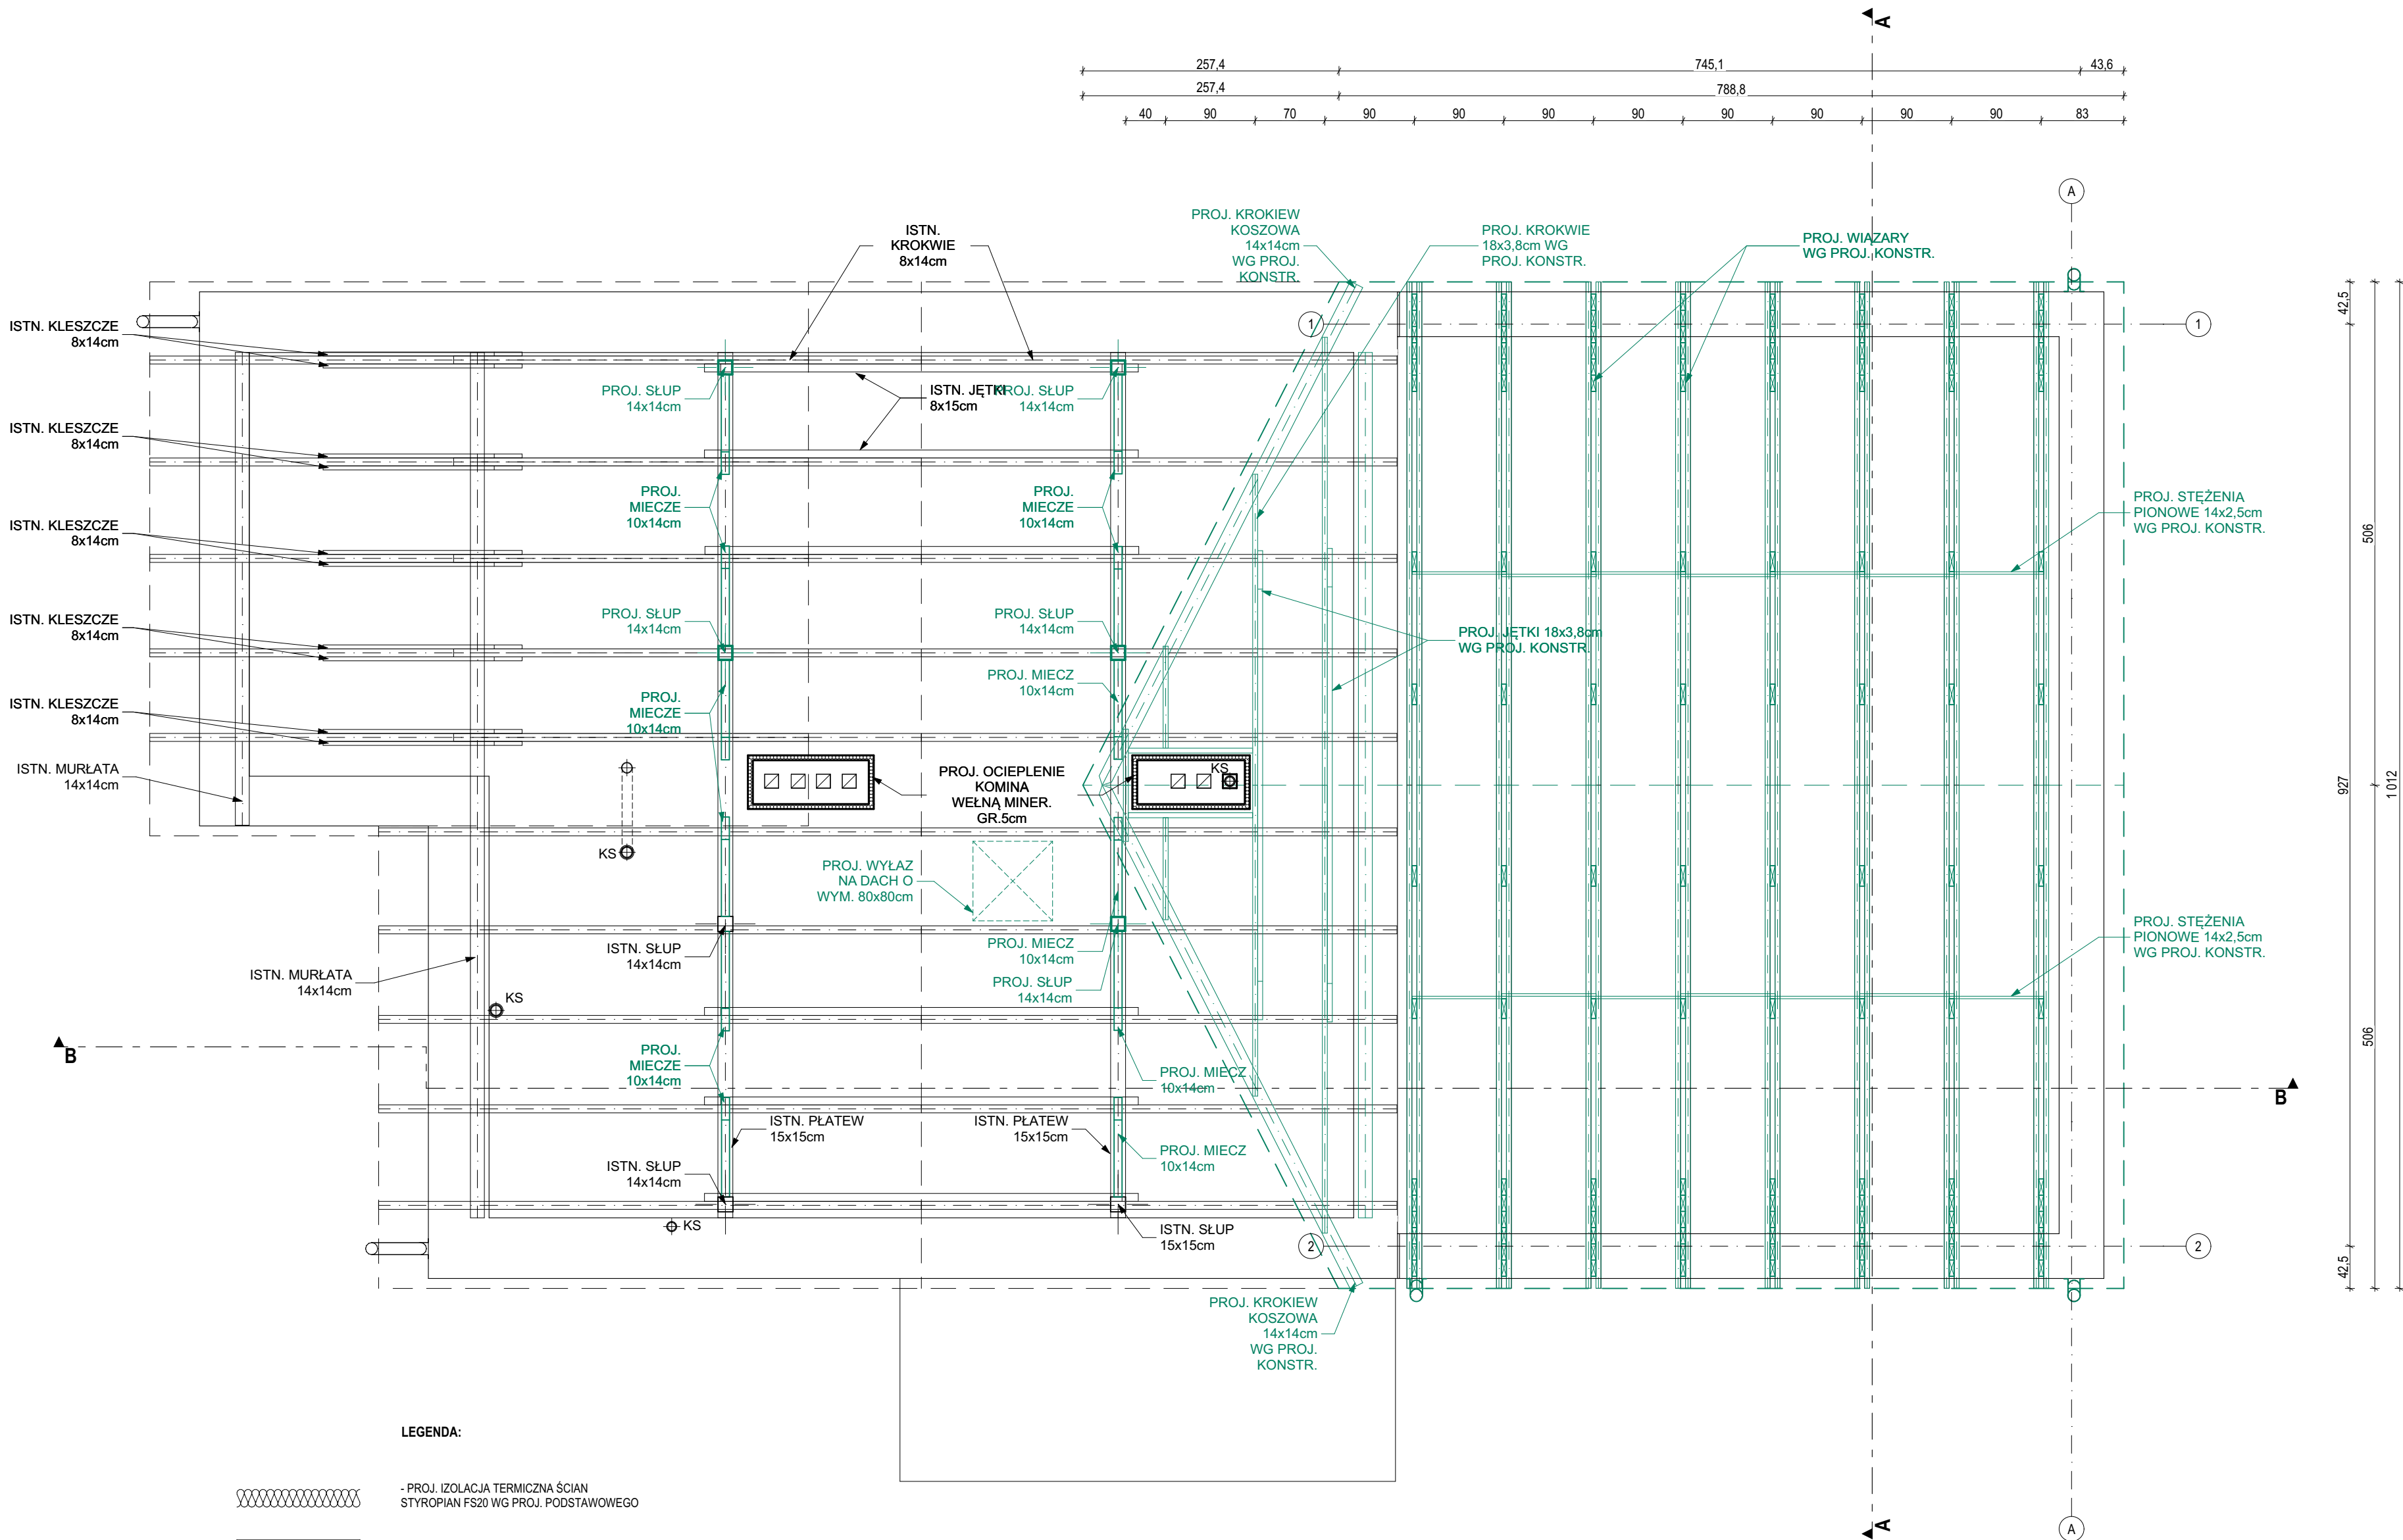 A
257,4
745,1
43,6
257,4
788,8
40
90
70
90
90
90
90
90
90
90
90
83
A
ISTN.
KROKWIE
8x14cm
PROJ. KROKIEW
KOSZOWA
14x14cm
WG PROJ.
KONSTR.
PROJ. KROKWIE
18x3,8cm WG
PROJ. KONSTR.
PROJ. WIĄZARY
WG PROJ. KONSTR.
ISTN. KLESZCZE
8x14cm
1
1
42,5
PROJ. SŁUP
14x14cm
ISTN. JĘTKI
8x15cm
PROJ. SŁUP
14x14cm
ISTN. KLESZCZE
8x14cm
PROJ.
MIECZE
10x14cm
PROJ.
MIECZE
10x14cm
PROJ. STĘŻENIA
PIONOWE 14x2,5cm
WG PROJ. KONSTR.
506
ISTN. KLESZCZE
8x14cm
ISTN. KLESZCZE
8x14cm
PROJ. SŁUP
14x14cm
PROJ. SŁUP
14x14cm
PROJ. JĘTKI 18x3,8cm
WG PROJ. KONSTR.
PROJ. MIECZ
10x14cm
ISTN. KLESZCZE
8x14cm
PROJ.
MIECZE
10x14cm
ISTN. MURŁATA
14x14cm
PROJ. OCIEPLENIE
KOMINA
WEŁNĄ MINER.
GR.5cm
KS
927
1 012
KS
PROJ. WYŁAZ
NA DACH O
WYM. 80x80cm
ISTN. SŁUP
14x14cm
PROJ. MIECZ
10x14cm
PROJ. STĘŻENIA
PIONOWE 14x2,5cm
WG PROJ. KONSTR.
ISTN. MURŁATA
14x14cm
KS
PROJ. SŁUP
14x14cm
506
B
PROJ.
MIECZE
10x14cm
PROJ. MIECZ
10x14cm
B
ISTN. PŁATEW
15x15cm
ISTN. PŁATEW
15x15cm
PROJ. MIECZ
10x14cm
ISTN. SŁUP
14x14cm
KS
ISTN. SŁUP
15x15cm
2
2
42,5
PROJ. KROKIEW
KOSZOWA
14x14cm
WG PROJ.
KONSTR.
LEGENDA:
- PROJ. IZOLACJA TERMICZNA ŚCIAN
STYROPIAN FS20 WG PROJ. PODSTAWOWEGO
A
A